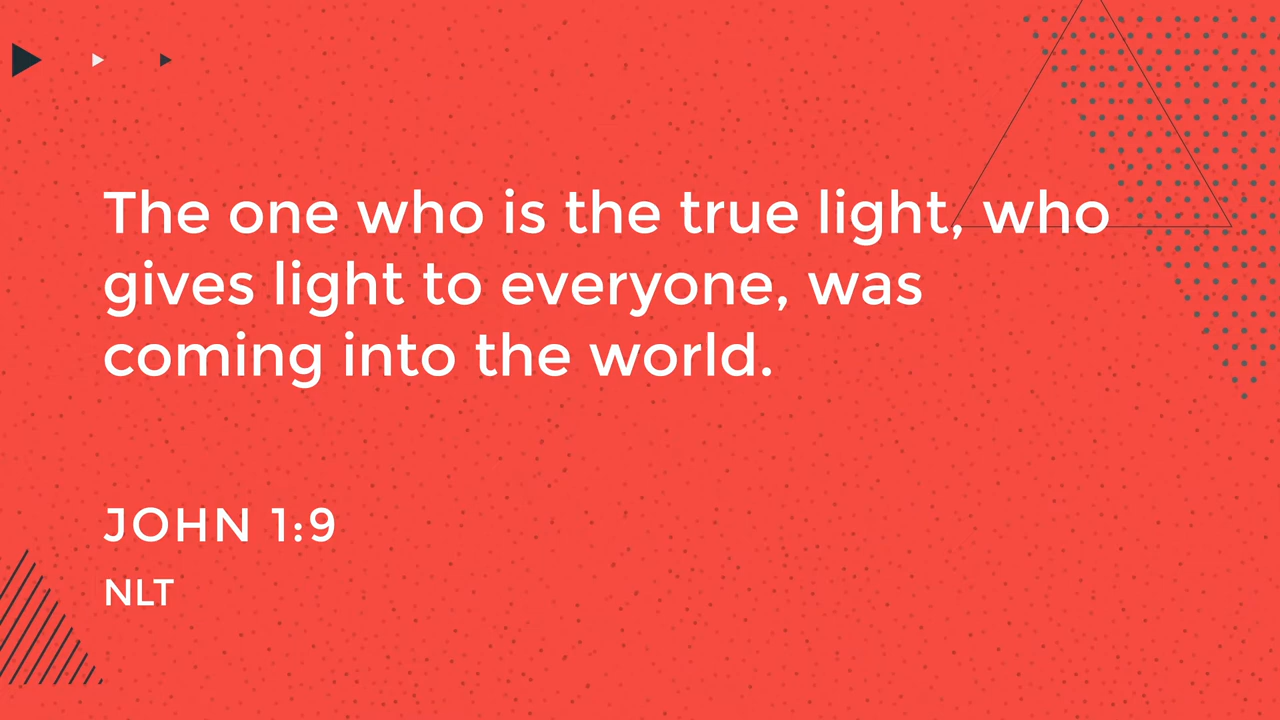 The one who is the true light, who
gives light to everyone, was
coming into the world.
JOHN 1:9
NLT